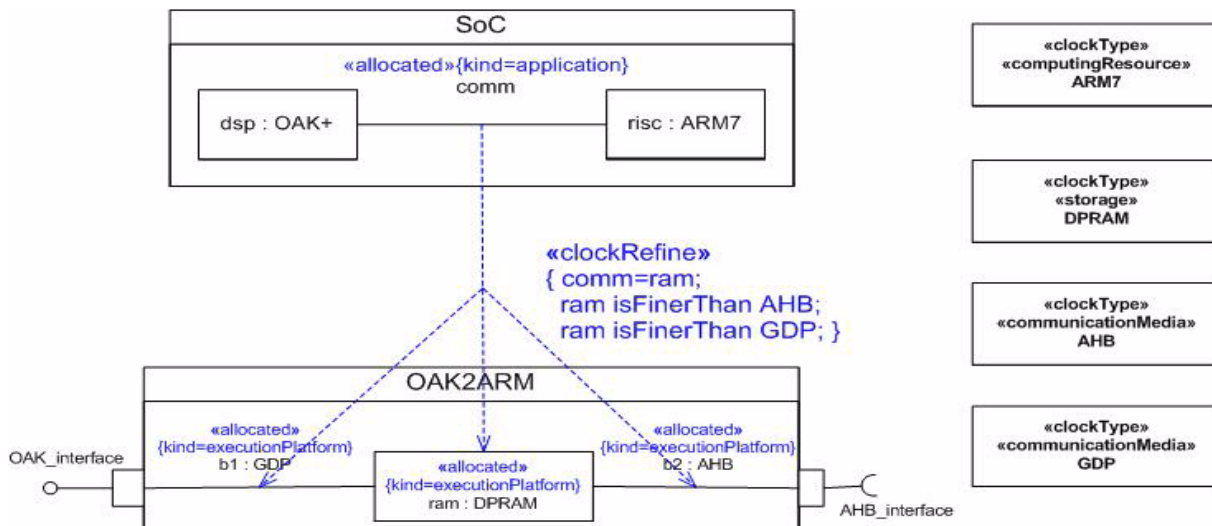 SoC
«allocated»{kind=application}
comm
dsp : OAK+
risc : ARM7
«clockRefine»
{ comm=ram;
ram isFinerThan AHB;
ram isFinerThan GDP; }
OAK2ARM
«allocated»
{kind=executionPlatform}
b1 : GDP
«allocated»
{kind=executionPlatform}
ram : DPRAM
«allocated»
{kind=executionPlatform}
b2 : AHB
OAK_interface
AHB_interface
«clockType»
«computingResource»
ARM7
«clockType»
«storage»
DPRAM
«clockType»
«communicationMedia»
AHB
«clockType»
«communicationMedia»
GDP